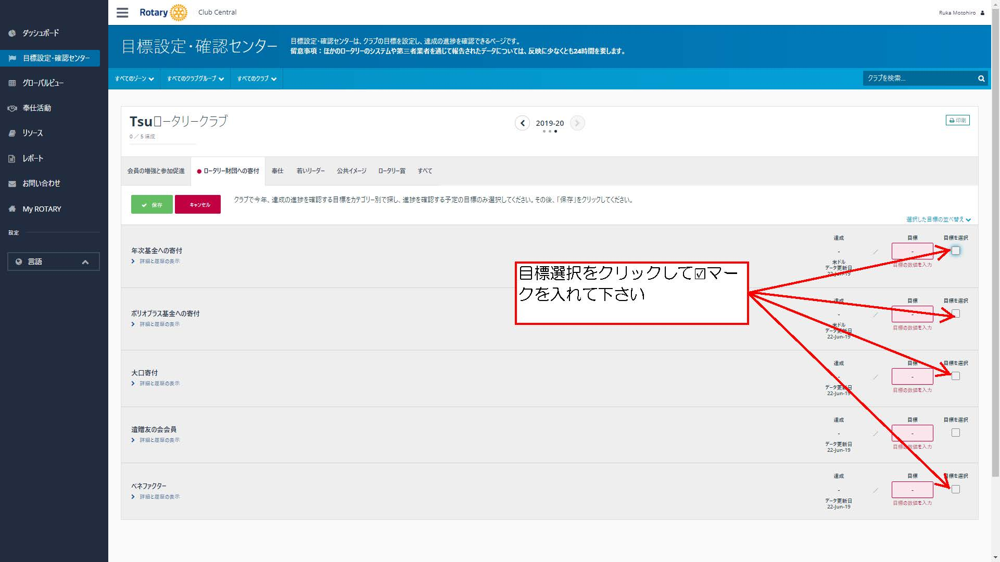 Rotary Club Central
Ruka Motohiro
ダッシュボード
目標設定・確認センター
グローバルビュー
奉仕活動
リソース
レポート
お問い合わせ
My ROTARY
設定
言語
目標設定・確認センター
目標設定・確認センターは、クラブの目標を設定し、達成の進捗を確認できるページです。
留意事項：ほかのロータリーのシステムや第三者業者を通じて報告されたデータについては、反映に少なくとも24時間を要します。
すべてのゾーン すべてのクラブグループ すべてのクラブ
クラブを検索...
Tsu□ータリークラブ
0 ／ 5 達成
2019-20
印刷
会員の増強と参加促進 ロータリー財団への寄付 奉仕 若いリーダー 公共イメージ ロータリー賞 すべて
保存 キャンセル
クラブで今年、達成の進捗を確認する目標をカテゴリー別で探し、進捗を確認する予定の目標のみ選択してください。その後、「保存」をクリックしてください。
選択した目標の並べ替え
達成 目標 目標を選択
年次基金への寄付
詳細と履歴の表示
- ／ -
米ドル
データ更新日
22-Jun-19
目標の数値を入力
目標選択をクリックして☑マー
クを入れて下さい
達成 目標 目標を選択
ポリオプラス基金への寄付
詳細と履歴の表示
- ／ -
米ドル
データ更新日
22-Jun-19
目標の数値を入力
達成 目標 目標を選択
大口寄付
詳細と履歴の表示
- ／ -
データ更新日
22-Jun-19
目標の数値を入力
達成 目標 目標を選択
遺贈友の会会員
詳細と履歴の表示
- ／ -
データ更新日
22-Jun-19
目標の数値を入力
達成 目標 目標を選択
ベネファクター
詳細と履歴の表示
- ／ -
データ更新日
22-Jun-19
目標の数値を入力